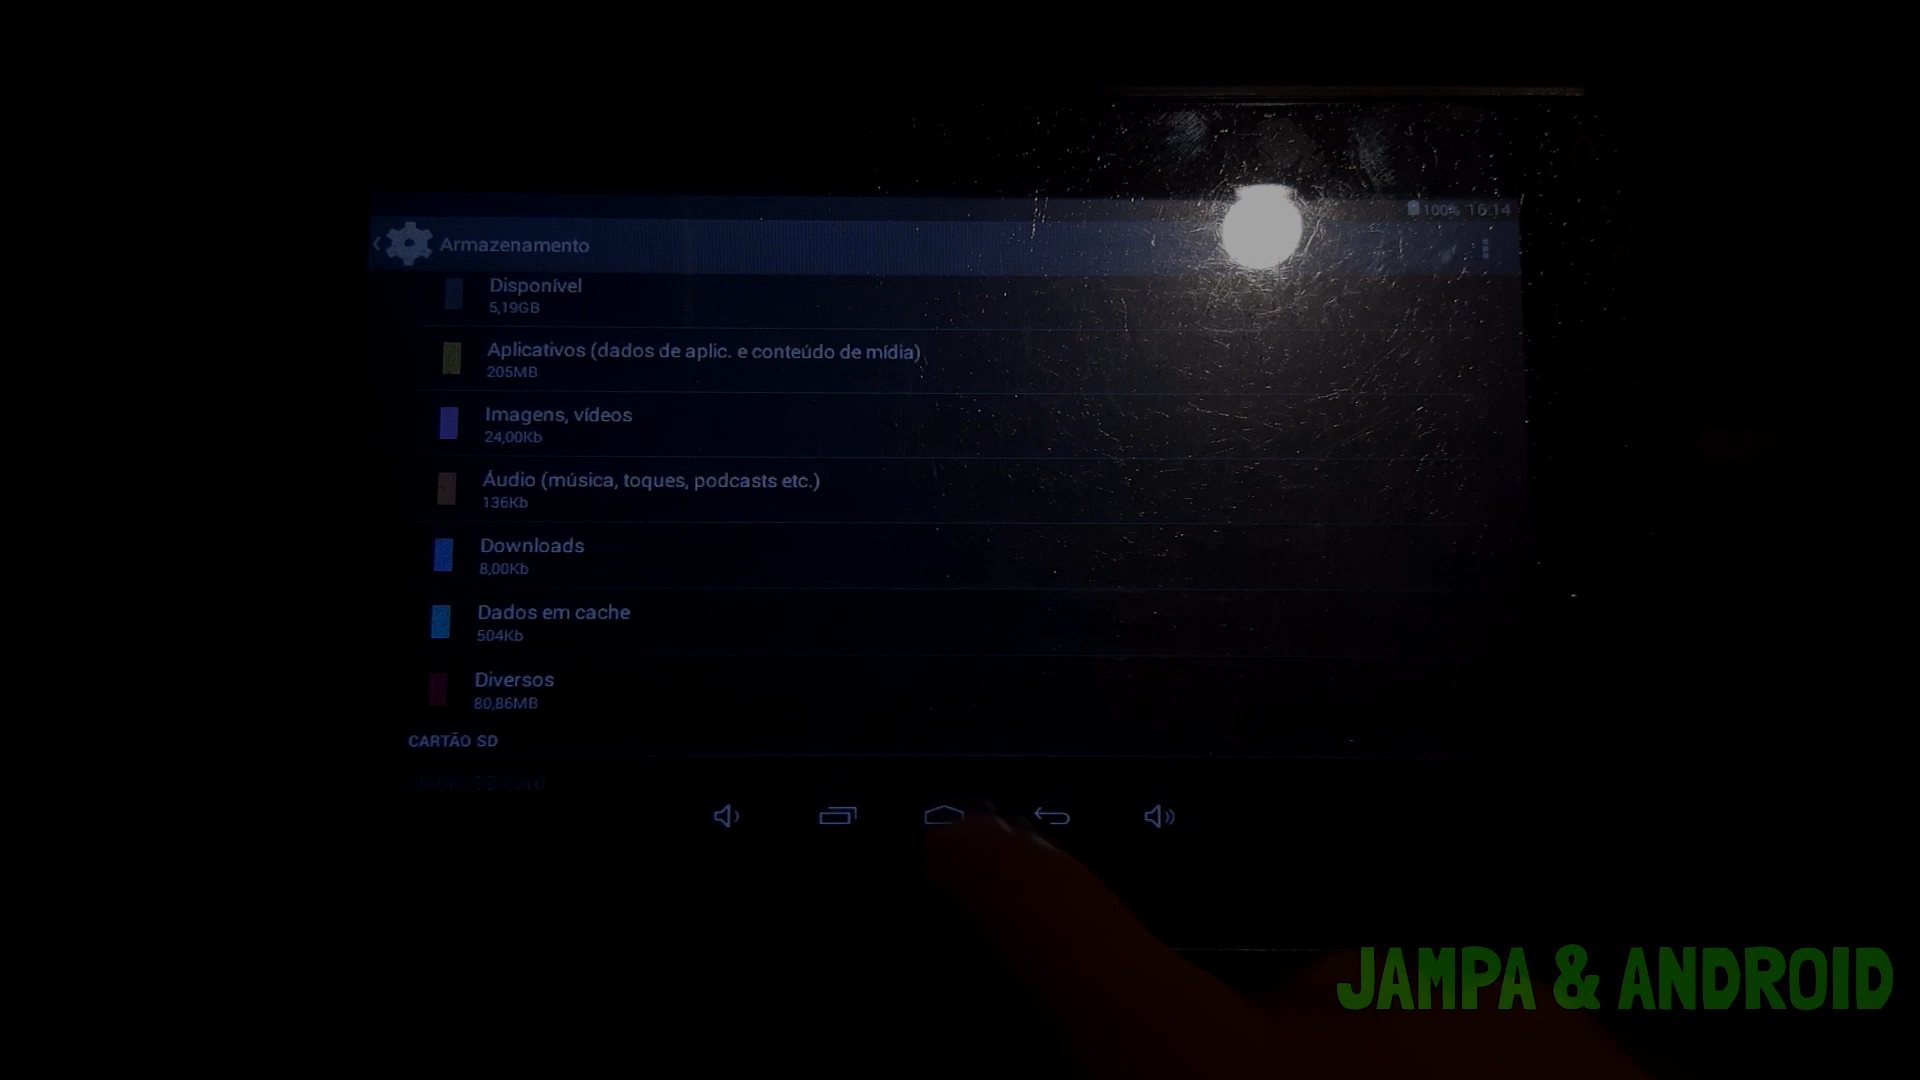 100% 16:14
Armazenamento
Disponível
5,19GB
Aplicativos (dados de aplic. e conteúdo de mídia)
205MB
Imagens, vídeos
24,00Kb
Áudio (música, toques, podcasts etc.)
136Kb
Downloads
8,00Kb
Dados em cache
504Kb
Diversos
80,86MB
CARTÃO SD
SD card
JAMPA & ANDROID